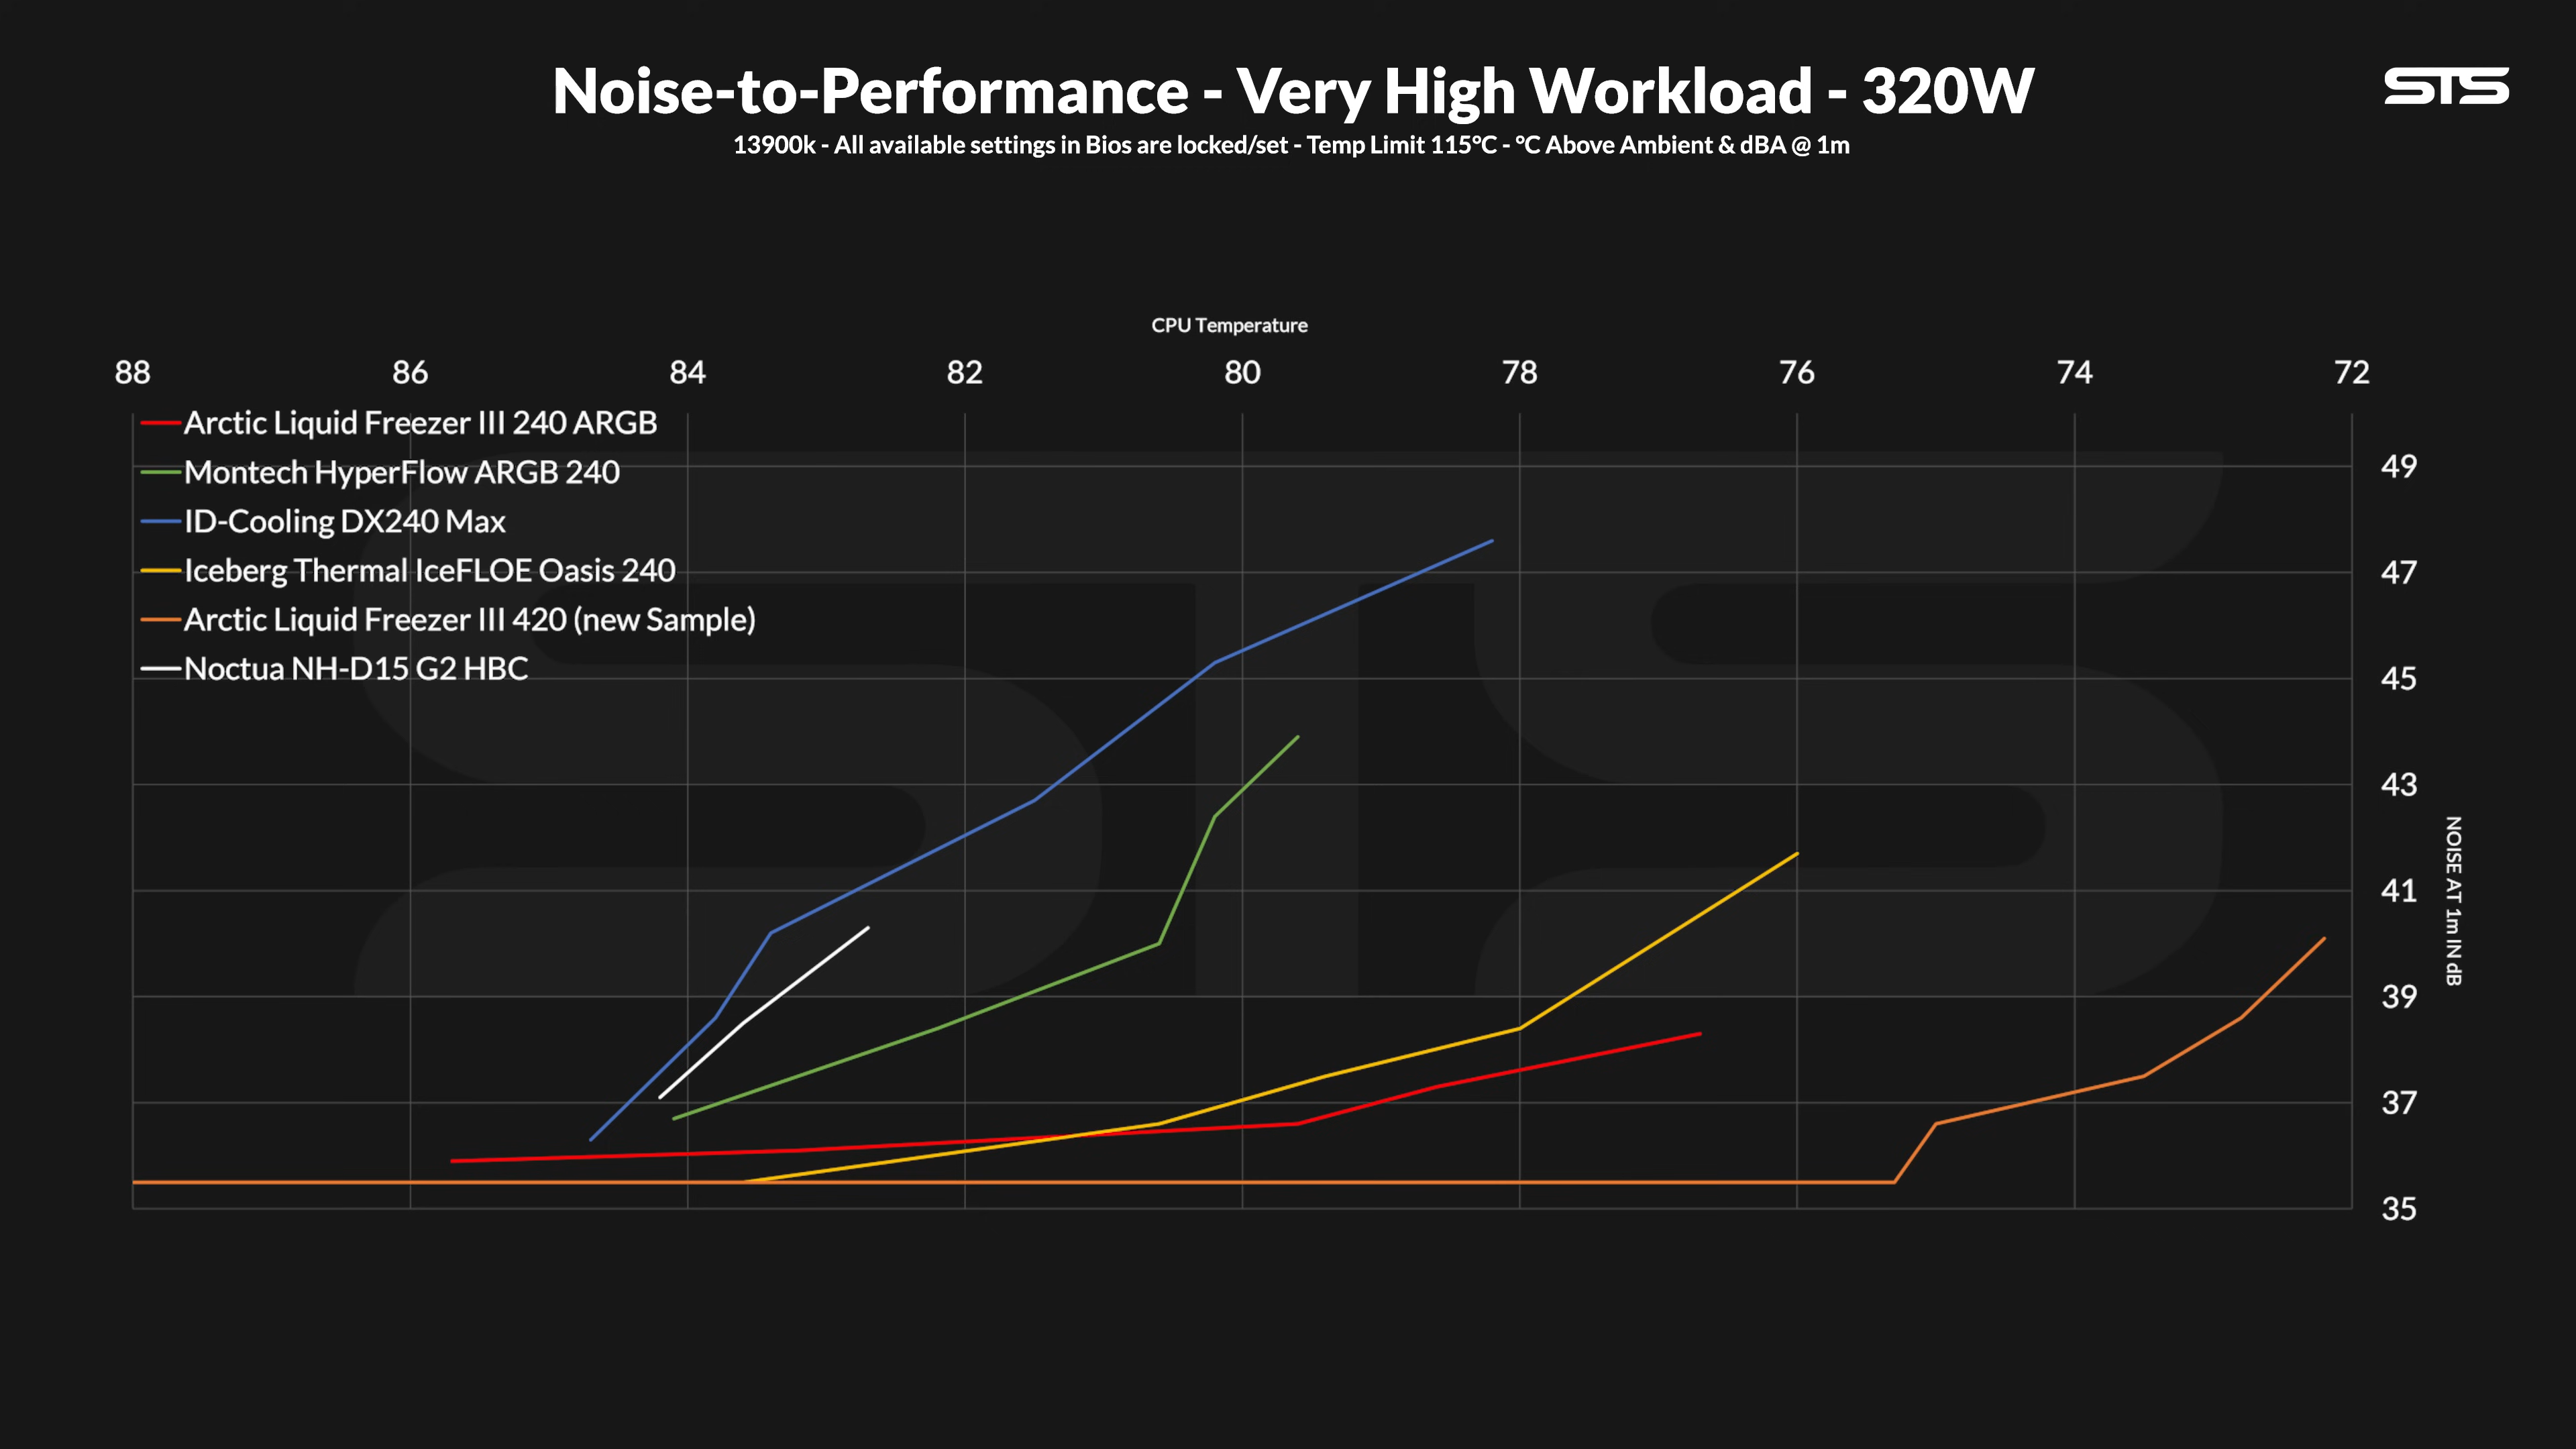 Noise-to-Performance - Very High Workload - 320W
STS
13900k - All available settings in Bios are locked/set - Temp Limit 115°C - °C Above Ambient & dBA @ 1m
CPU Temperature
88 86 84 82 80 78 76 74 72
Arctic Liquid Freezer III 240 ARGB
Montech HyperFlow ARGB 240
ID-Cooling DX240 Max
Iceberg Thermal IceFLOE Oasis 240
Arctic Liquid Freezer III 420 (new Sample)
Noctua NH-D15 G2 HBC
49
47
45
43
41
39
37
35
NOISE AT 1m IN dB